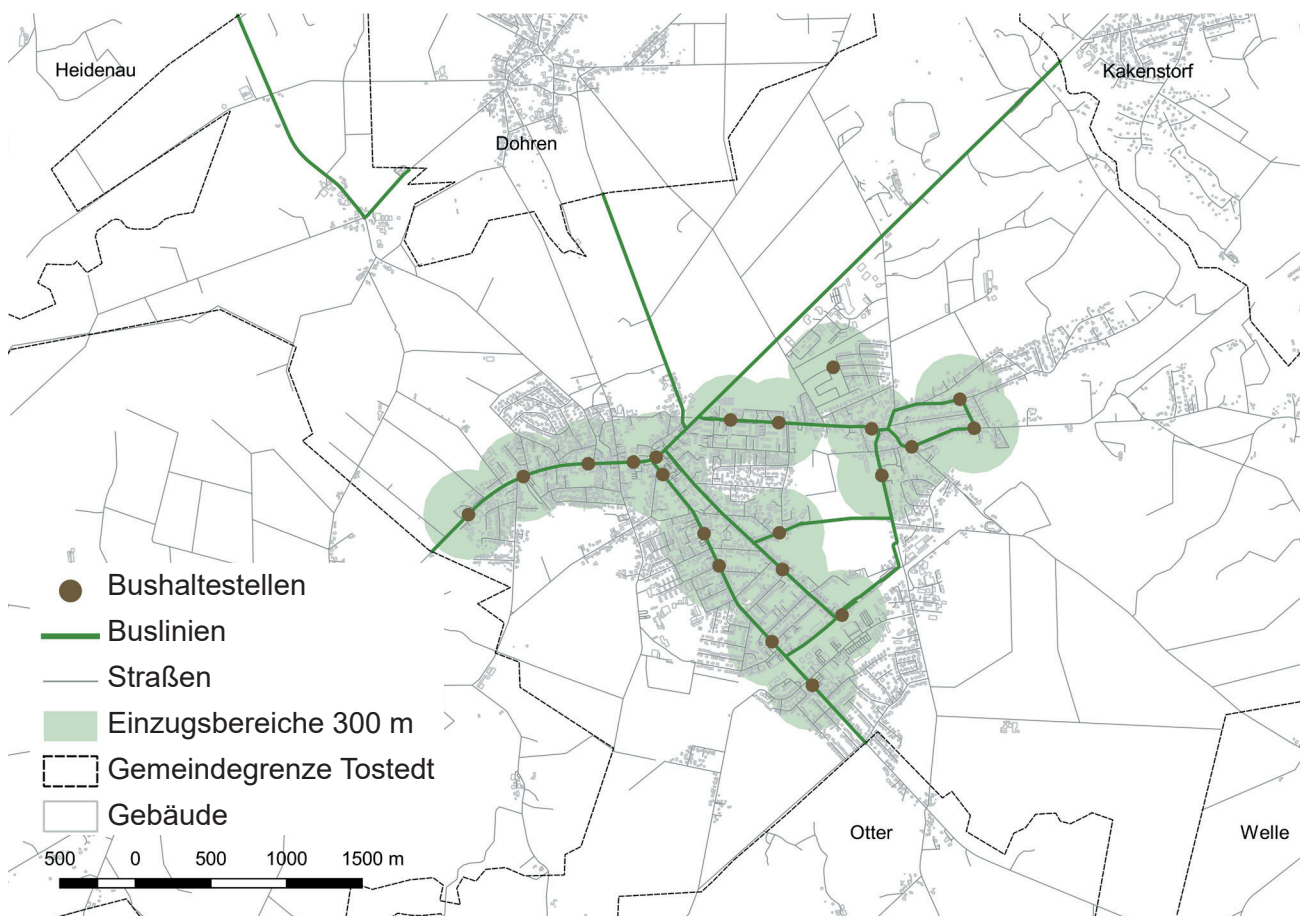 Heidenau
Kakenstorf
Dohren
Bushaltestellen
Buslinien
Straßen
Einzugsbereiche 300 m
Gemeindegrenze Tostedt
Gebäude
500 0 500 1000 1500 m
Otter
Welle